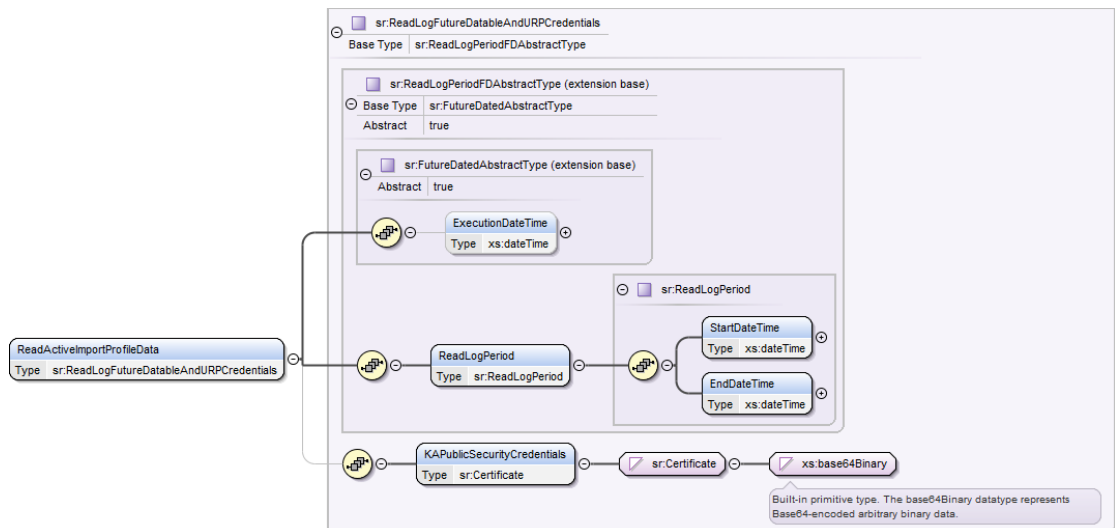 sr:ReadLogFutureDatableAndURPCredentials
Base Type sr:ReadLogPeriodFDAbstractType
sr:ReadLogPeriodFDAbstractType (extension base)
Base Type sr:FutureDatedAbstractType
Abstract true
sr:FutureDatedAbstractType (extension base)
Abstract true
ExecutionDateTime
Type xs:dateTime
sr:ReadLogPeriod
StartDateTime
Type xs:dateTime
ReadActiveImportProfileData
Type sr:ReadLogFutureDatableAndURPCredentials
ReadLogPeriod
Type sr:ReadLogPeriod
EndDateTime
Type xs:dateTime
KAPublicSecurityCredentials
Type sr:Certificate
sr:Certificate
xs:base64Binary
Built-in primitive type. The base64Binary datatype represents
Base64-encoded arbitrary binary data.